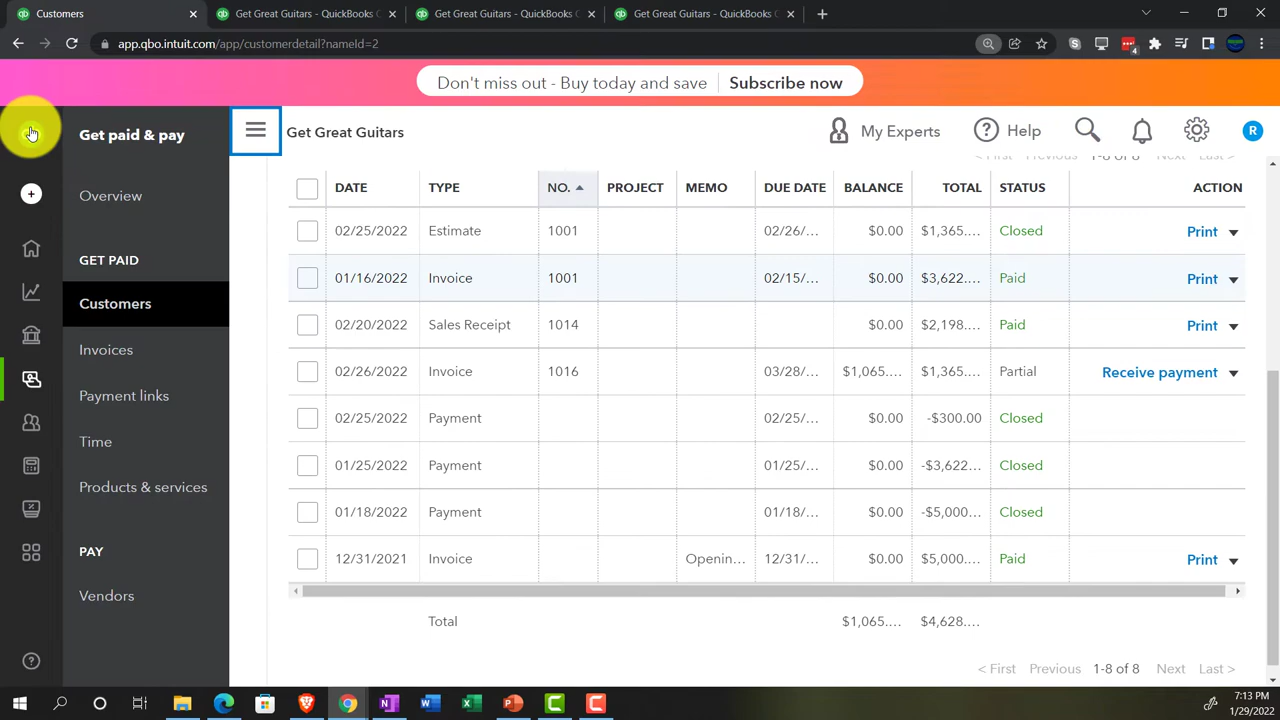 Customers
Get Great Guitars - QuickBooks C
Get Great Guitars - QuickBooks C
Get Great Guitars - QuickBooks C
app.qbo.intuit.com/app/customerdetail?nameId=2
4
Don't miss out - Buy today and save
Subscribe now
Get paid & pay
Get Great Guitars
My Experts
Help
R
< First Previous 1-8 of 8 Next Last >
DATE TYPE NO. PROJECT MEMO DUE DATE BALANCE TOTAL STATUS ACTION
02/25/2022 Estimate 1001 02/26/... $0.00 $1,365.... Closed Print
01/16/2022 Invoice 1001 02/15/... $0.00 $3,622.... Paid Print
02/20/2022 Sales Receipt 1014 $0.00 $2,198.... Paid Print
02/26/2022 Invoice 1016 03/28/... $1,065.... $1,365.... Partial Receive payment
02/25/2022 Payment 02/25/... $0.00 -$300.00 Closed
01/25/2022 Payment 01/25/... $0.00 -$3,622... Closed
01/18/2022 Payment 01/18/... $0.00 -$5,000... Closed
12/31/2021 Invoice Openin... 12/31/... $0.00 $5,000.... Paid Print
Total $1,065.... $4,628....
< First Previous 1-8 of 8 Next Last >
Overview
GET PAID
Customers
Invoices
Payment links
Time
Products & services
PAY
Vendors
7:13 PM
1/29/2022